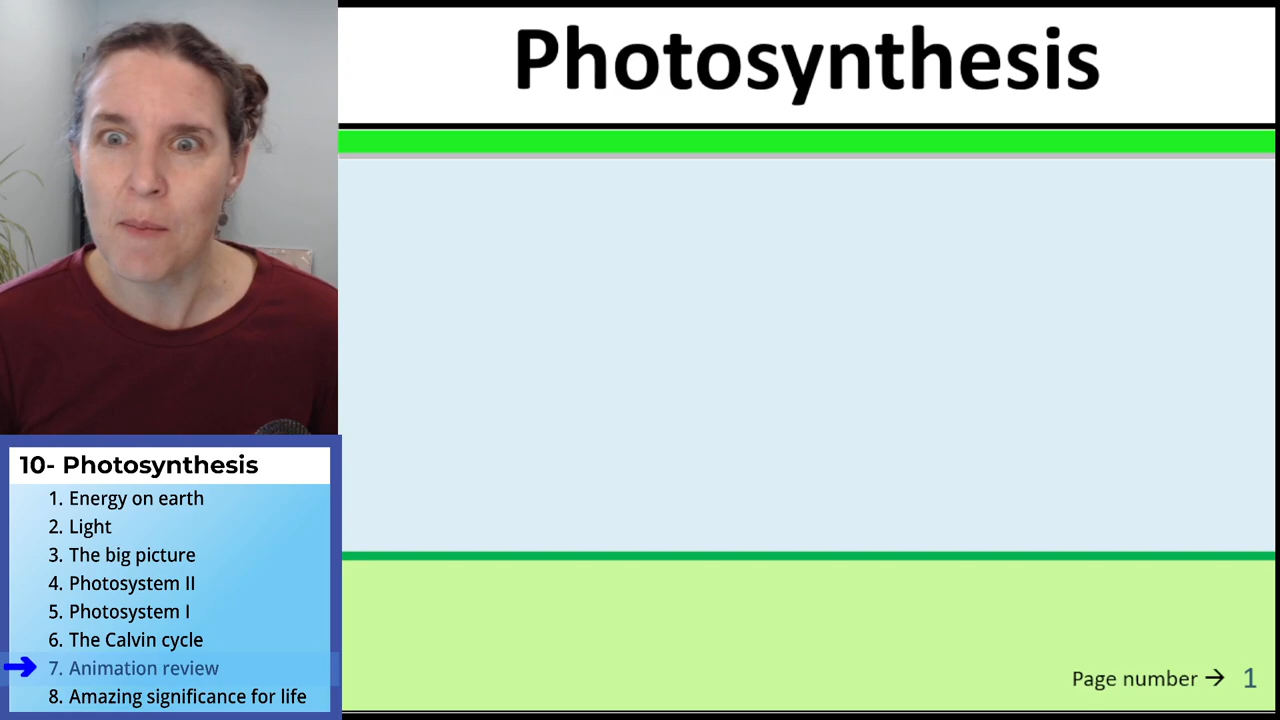 Photosynthesis
10- Photosynthesis
1. Energy on earth
2. Light
3. The big picture
4. Photosystem II
5. Photosystem I
6. The Calvin cycle
7. Animation review
8. Amazing significance for life
Page number → 1